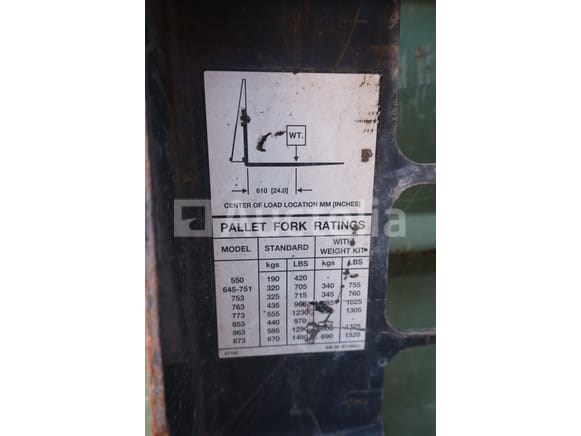 WT.
610 [24.0]
CENTER OF LOAD LOCATION MM [INCHES]
PALLET FORK RATINGS
MODEL STANDARD WITH WEIGHT KIT
kgs LBS kgs LBS
550 190 420 -
645-751 320 705 340 755
753 325 715 345 760
763 435 1025
773 555 1230 1305
853 440 970 -
863 585 1290 1325
873 670 1480 690 1520